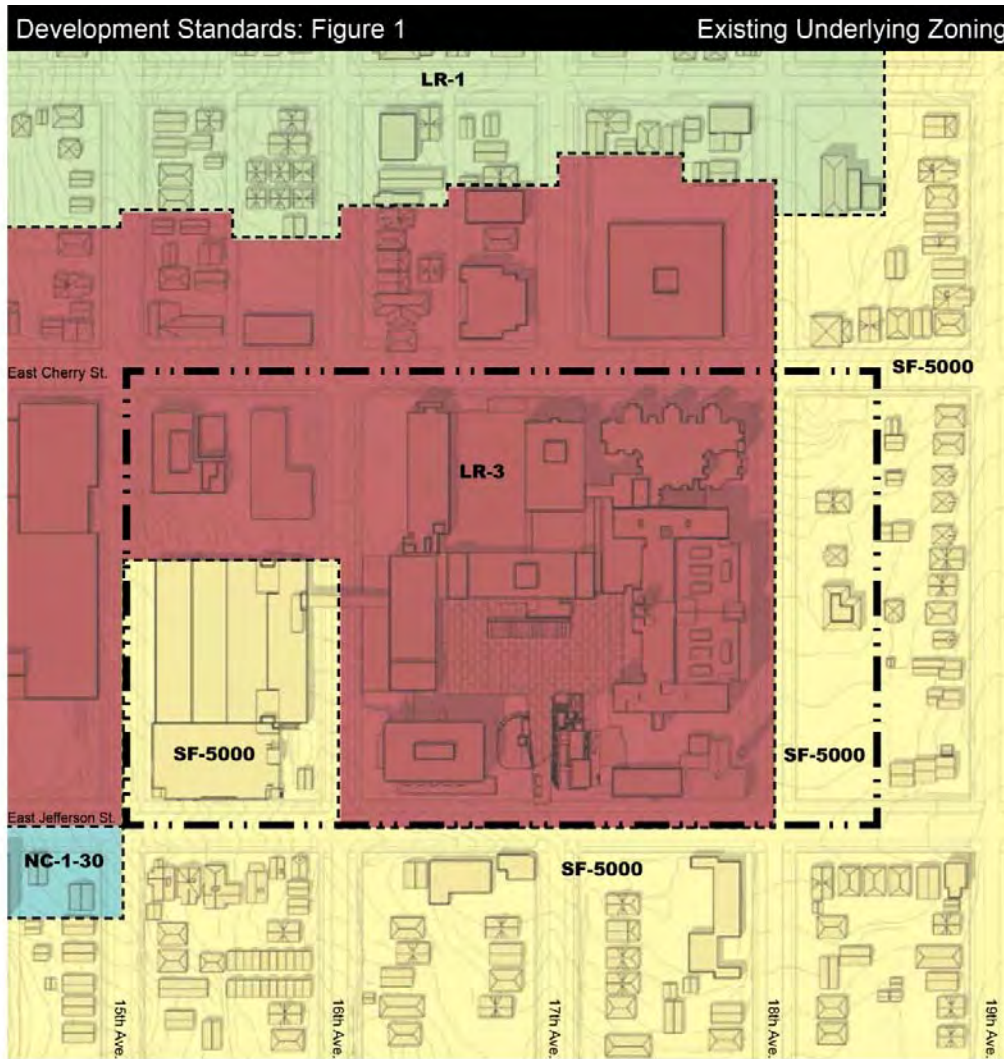 Development Standards: Figure 1
Existing Underlying Zoning
LR-1
East Cherry St.
SF-5000
LR-3
SF-5000
SF-5000
East Jefferson St.
NC-1-30
SF-5000
15th Ave.
16th Ave.
17th Ave.
18th Ave.
19th Ave.